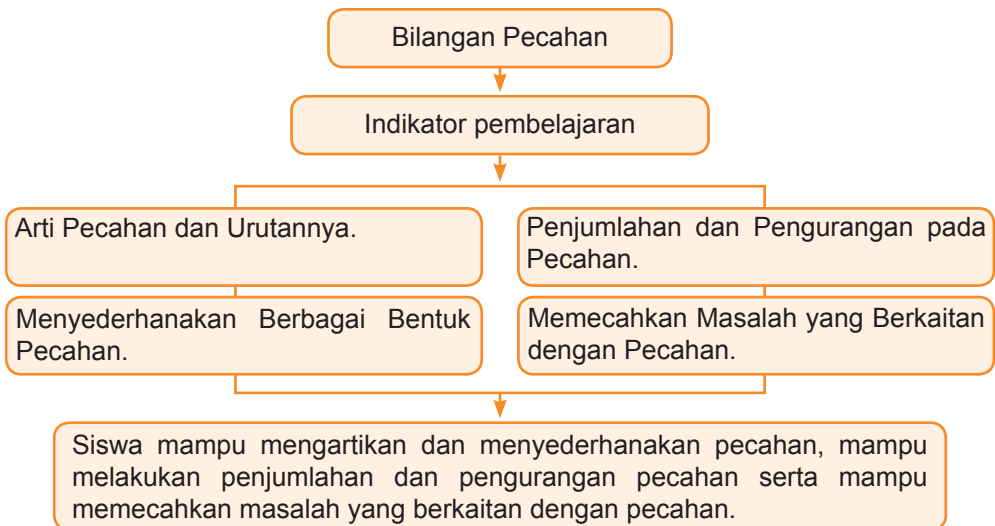 Bilangan Pecahan
Indikator pembelajaran
Arti Pecahan dan Urutannya.
Menyederhanakan Berbagai Bentuk
Pecahan.
Penjumlahan dan Pengurangan pada
Pecahan.
Memecahkan Masalah yang Berkaitan
dengan Pecahan.
Siswa mampu mengartikan dan menyederhanakan pecahan, mampu
melakukan penjumlahan dan pengurangan pecahan serta mampu
memecahkan masalah yang berkaitan dengan pecahan.